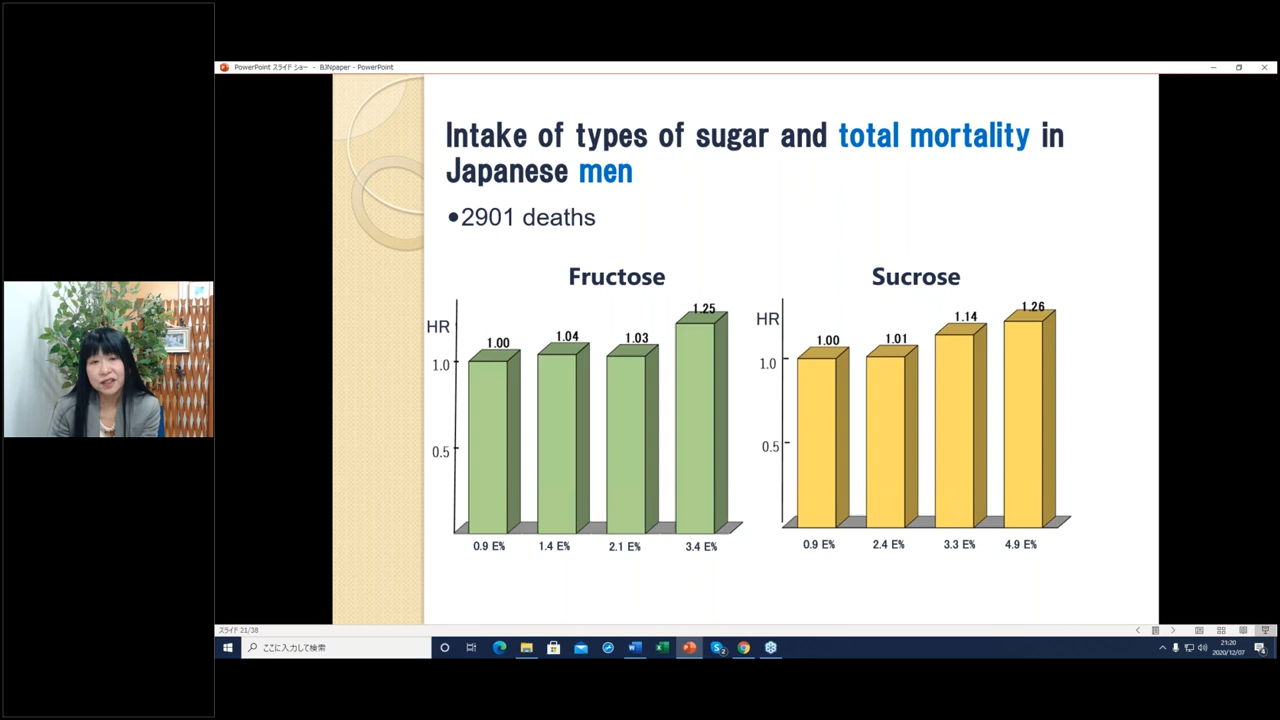 PowerPoint スライド ショー - BJNpaper - PowerPoint
Intake of types of sugar and total mortality in
Japanese men
•2901 deaths
Fructose
HR
1.0
0.5
1.00
1.04
1.03
1.25
0.9 E%
1.4 E%
2.1 E%
3.4 E%
Sucrose
HR
1.0
0.5
1.00
1.01
1.14
1.26
0.9 E%
2.4 E%
3.3 E%
4.9 E%
スライド 21/38
ここに入力して検索
21:20
2020/12/07